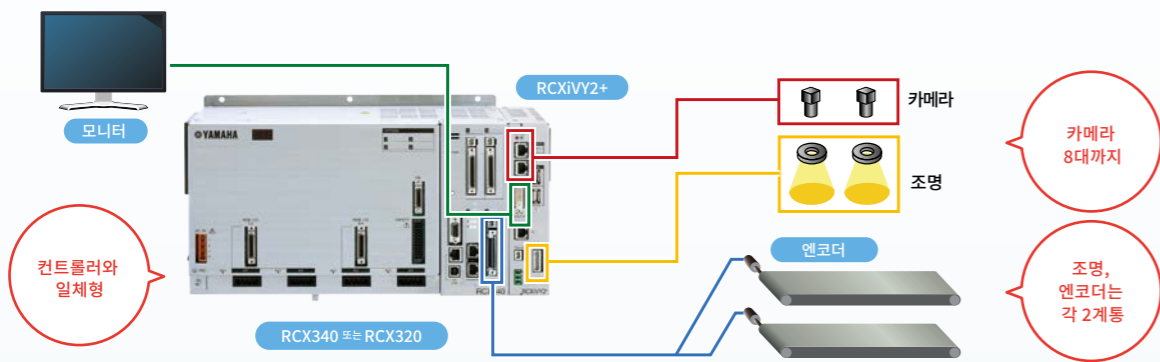 모니터
RCXiVY2+
카메라
카메라
8대까지
조명
YAMAHA
컨트롤러와
일체형
엔코더
조명,
엔코더는
각 2계통
RCX340 또는 RCX320
RCX340
RCXiVY2+